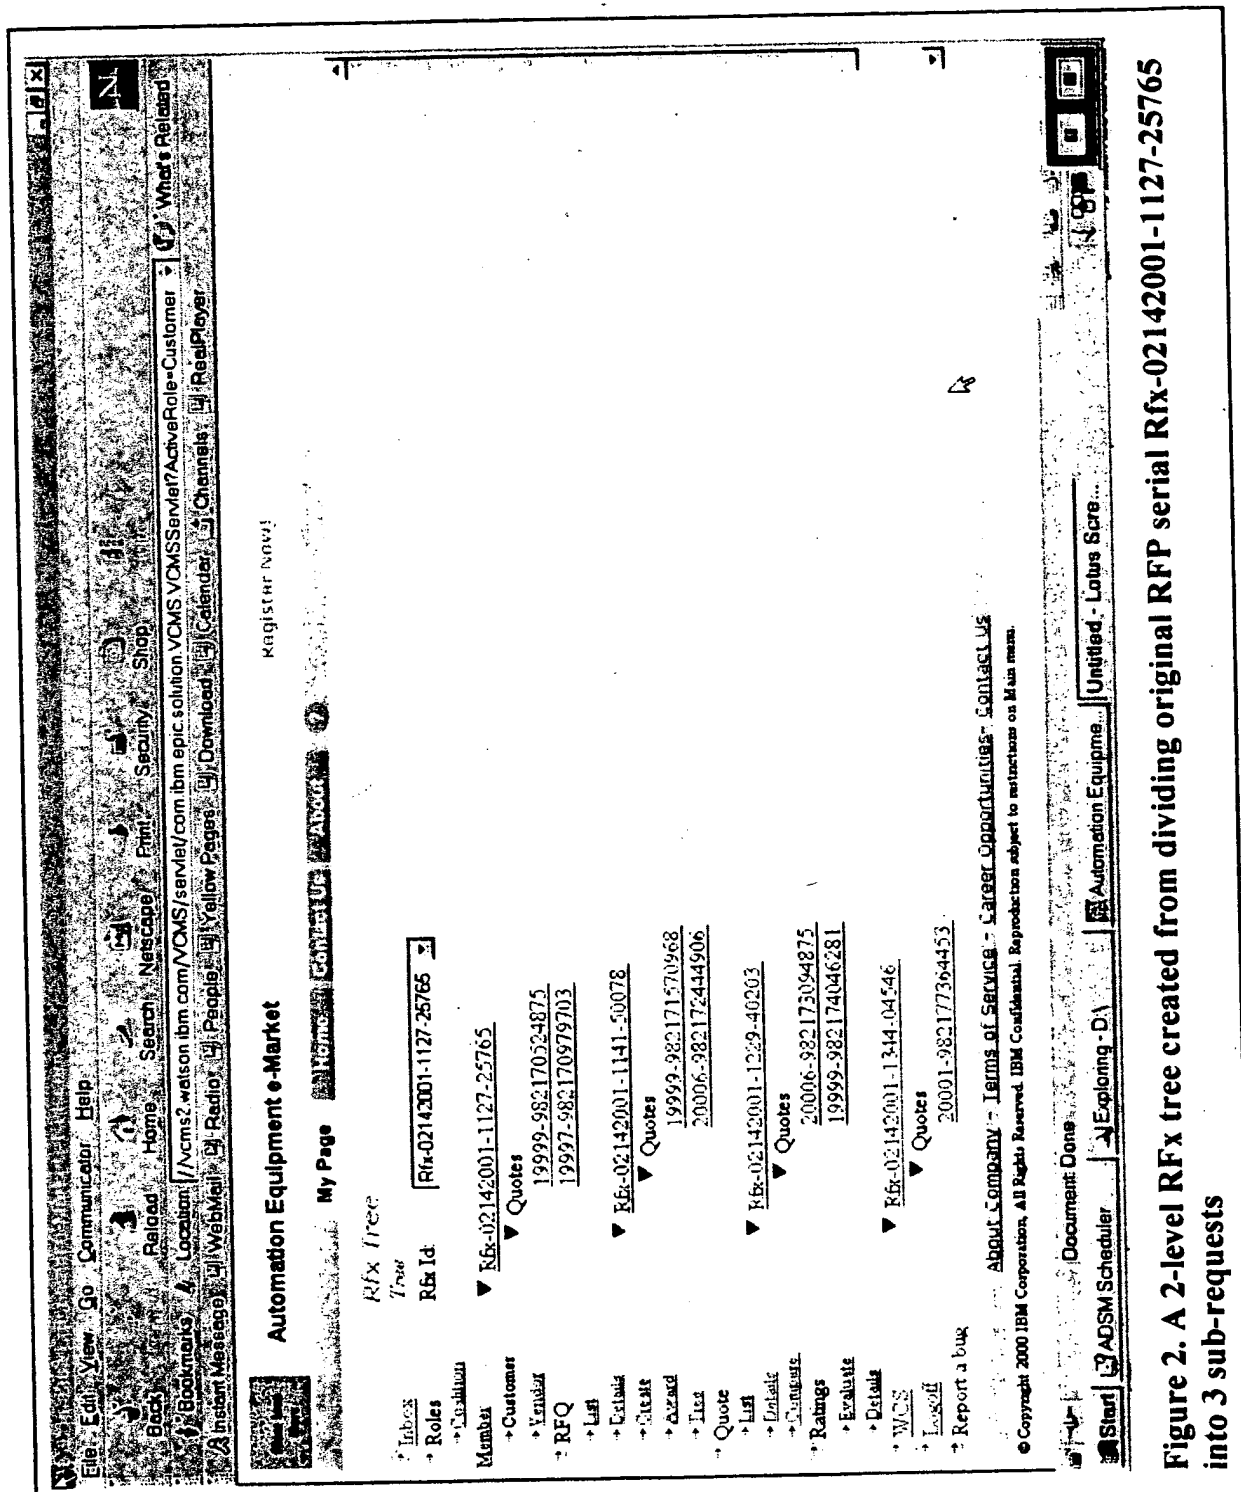 File Edit View Go Communicator Help
Back Reload Home Search Netscape Print Security Shop
Bookmarks Location //vcms2.watson.ibm.com/VCMS/servlet/com.ibm.epic.solution.VCMS.VCMSServlet?ActiveRole=Customer What's Related
Instant Message WebMail Radio People Yellow Pages Download Calendar Channels RealPlayer
Automation Equipment e-Market
Register Now!
My Page Home Contact Us About
Rfx Tree
Tree
Rfx Id: Rfx-02142001-1127-25765
▼ Rfx-02142001-1127-25765
▼ Quotes
19999-982170524875
19997-982170979703
▼ Rfx-02142001-1141-50078
▼ Quotes
19999-982171570968
20006-982172444906
▼ Rfx-02142001-1229-40203
▼ Quotes
20006-982173094875
19999-982174046281
▼ Rfx-02142001-1344-04546
▼ Quotes
20001-982177364453
Inbox
Roles
Member
Customer
Vendor
RFQ
List
Details
Create
Award
List
Quote
List
Compare
Ratings
Evaluate
Details
WCS
Logoff
Report a bug
About Company - Terms of Service - Career Opportunities - Contact Us
© Copyright 2000 IBM Corporation, All Rights Reserved. IBM Confidential. Reproduction subject to restrictions on Main menu.
Document Done
Start ADSM Scheduler Exploring - D:\ Automation Equipme... Untitled - Lotus Scre...
Figure 2. A 2-level RFx tree created from dividing original RFP serial Rfx-02142001-1127-25765
into 3 sub-requests